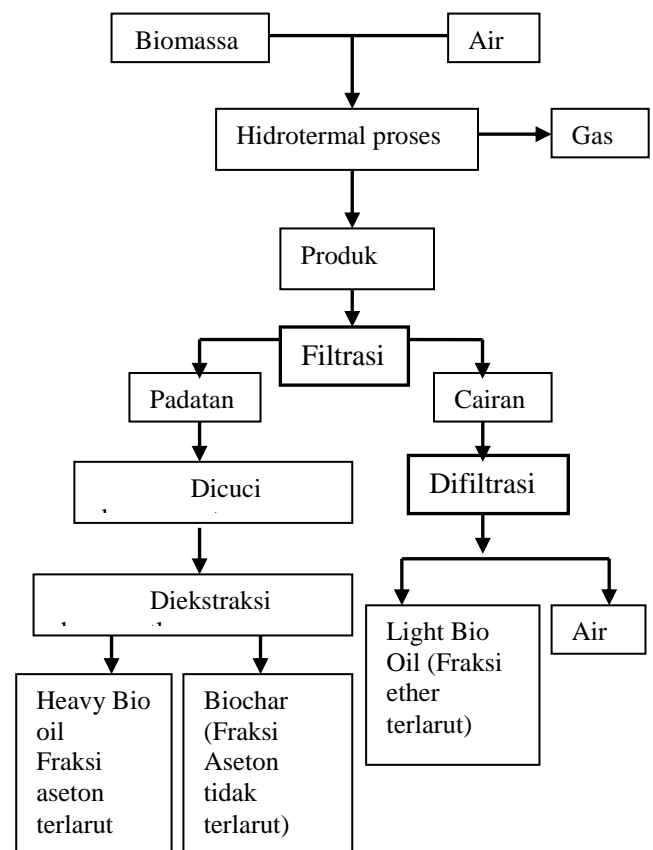 Biomassa
Air
Hidrotermal proses
Gas
Produk
Filtrasi
Padatan
Cairan
Dicuci
Difiltrasi
Diekstraksi
Light Bio
Oil (Fraksi
ether
terlarut)
Air
Heavy Bio
oil
Fraksi
aseton
terlarut
Biochar
(Fraksi
Aseton
tidak
terlarut)